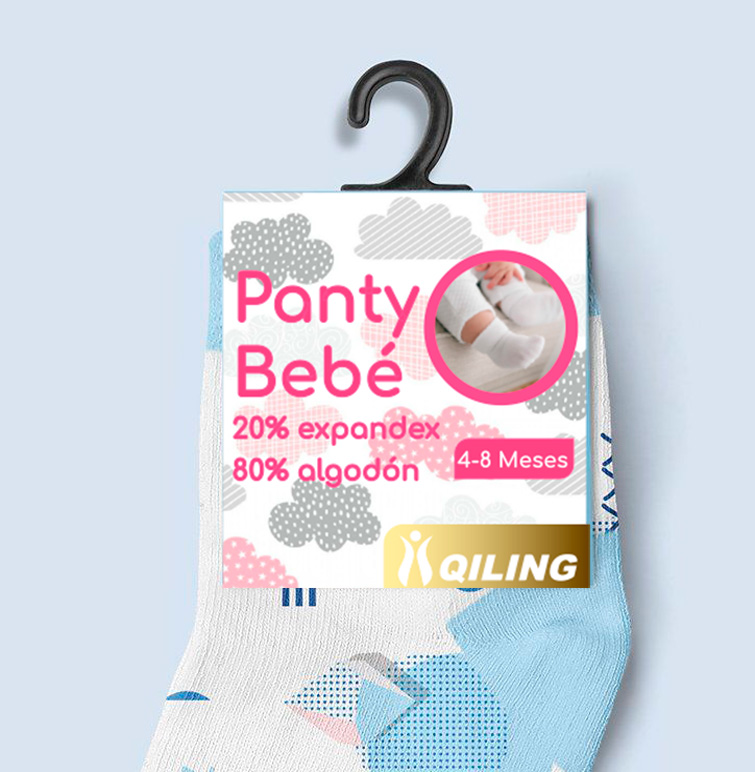 Panty
Bebé
20% expandex
80% algodón
4-8 Meses
QILING